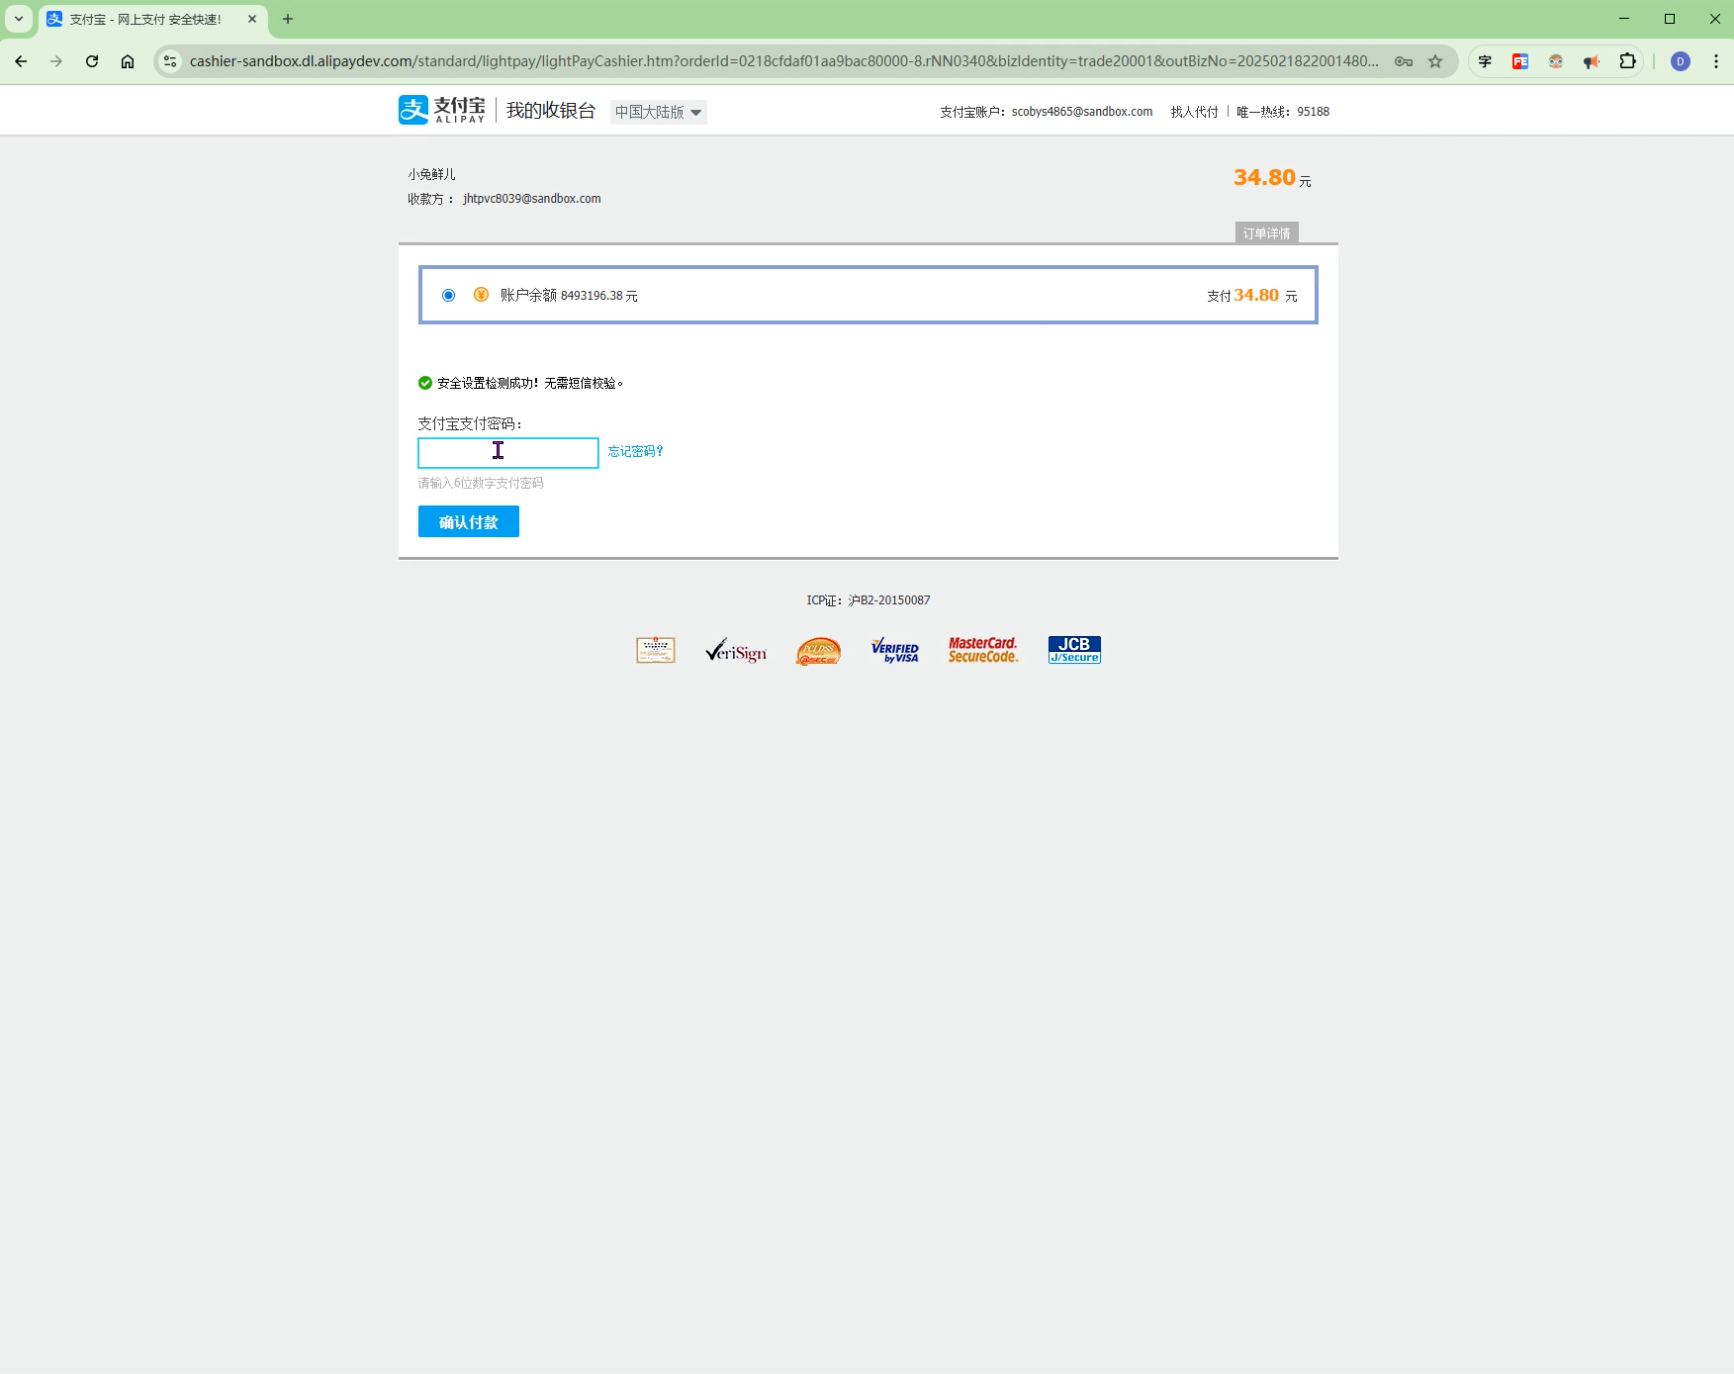 支付宝 - 网上支付 安全快速！
cashier-sandbox.dl.alipaydev.com/standard/lightpay/lightPayCashier.htm?orderId=0218cfdaf01aa9bac80000-8.rNN0340&bizIdentity=trade20001&outBizNo=2025021822001480...
字
D
支 支付宝 ALIPAY 我的收银台 中国大陆版
支付宝账户：scobys4865@sandbox.com 找人代付 唯一热线：95188
小兔鲜儿
34.80 元
收款方： jhtpvc8039@sandbox.com
订单详情
账户余额 8493196.38 元 支付 34.80 元
安全设置检测成功！无需短信校验。
支付宝支付密码：
忘记密码？
请输入6位数字支付密码
确认付款
ICP证：沪B2-20150087
VeriSign
VERIFIED by VISA
MasterCard. SecureCode.
JCB J/Secure